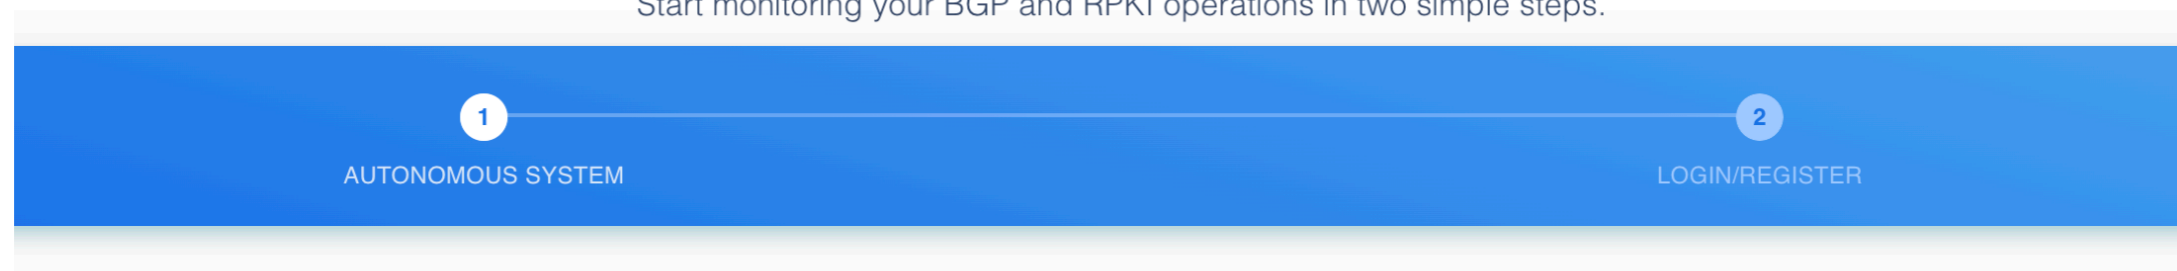 Start monitoring your BGP and RPKI operations in two simple steps.
1
2
AUTONOMOUS SYSTEM
LOGIN/REGISTER